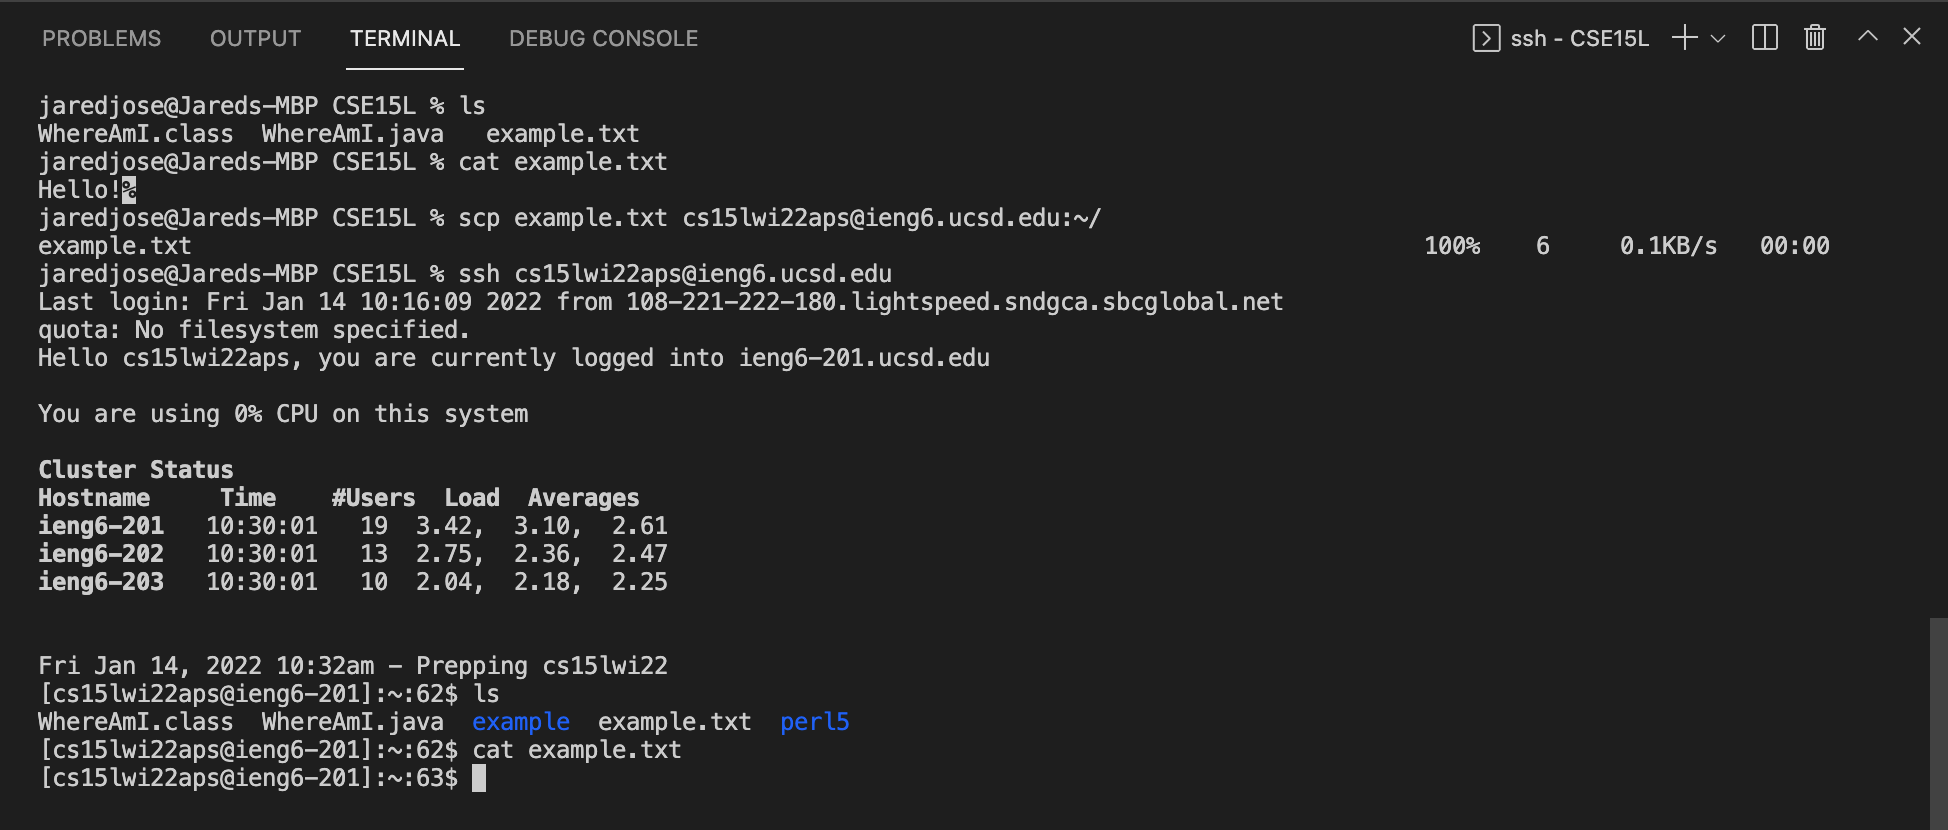 PROBLEMS OUTPUT TERMINAL DEBUG CONSOLE ssh - CSE15L
jaredjose@Jareds-MBP CSE15L % ls
WhereAmI.class  WhereAmI.java   example.txt
jaredjose@Jareds-MBP CSE15L % cat example.txt
Hello!%
jaredjose@Jareds-MBP CSE15L % scp example.txt cs15lwi22aps@ieng6.ucsd.edu:~/
example.txt 100% 6 0.1KB/s 00:00
jaredjose@Jareds-MBP CSE15L % ssh cs15lwi22aps@ieng6.ucsd.edu
Last login: Fri Jan 14 10:16:09 2022 from 108-221-222-180.lightspeed.sndgca.sbcglobal.net
quota: No filesystem specified.
Hello cs15lwi22aps, you are currently logged into ieng6-201.ucsd.edu
You are using 0% CPU on this system
Cluster Status
Hostname     Time    #Users  Load  Averages
ieng6-201   10:30:01   19  3.42,  3.10,  2.61
ieng6-202   10:30:01   13  2.75,  2.36,  2.47
ieng6-203   10:30:01   10  2.04,  2.18,  2.25
Fri Jan 14, 2022 10:32am - Prepping cs15lwi22
[cs15lwi22aps@ieng6-201]:~:62$ ls
WhereAmI.class  WhereAmI.java  example  example.txt  perl5
[cs15lwi22aps@ieng6-201]:~:62$ cat example.txt
[cs15lwi22aps@ieng6-201]:~:63$